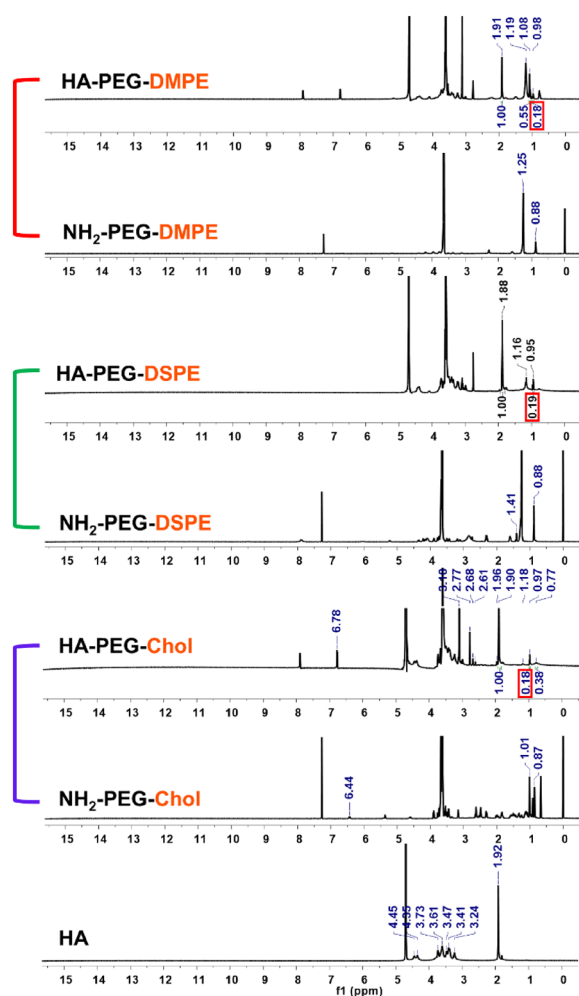 1.91 1.19 1.08 0.98
HA-PEG-DMPE
1.00 0.55 0.18
15 14 13 12 11 10 9 8 7 6 5 4 3 2 1 0
1.25 0.88
NH2-PEG-DMPE
15 14 13 12 11 10 9 8 7 6 5 4 3 2 1 0
1.88 1.16 0.95
HA-PEG-DSPE
1.00 0.19
15 14 13 12 11 10 9 8 7 6 5 4 3 2 1 0
1.41 0.88
NH2-PEG-DSPE
15 14 13 12 11 10 9 8 7 6 5 4 3 2 1 0
6.78 3.10 2.77 2.68 2.61 1.96 1.90 1.18 0.97 0.77
HA-PEG-Chol
1.00 0.18 0.38
15 14 13 12 11 10 9 8 7 6 5 4 3 2 1 0
6.44 1.01 0.87
NH2-PEG-Chol
15 14 13 12 11 10 9 8 7 6 5 4 3 2 1 0
4.45 4.35 3.73 3.61 3.47 3.41 3.24 1.92
HA
15 14 13 12 11 10 9 8 7 6 5 4 3 2 1 0
f1 (ppm)